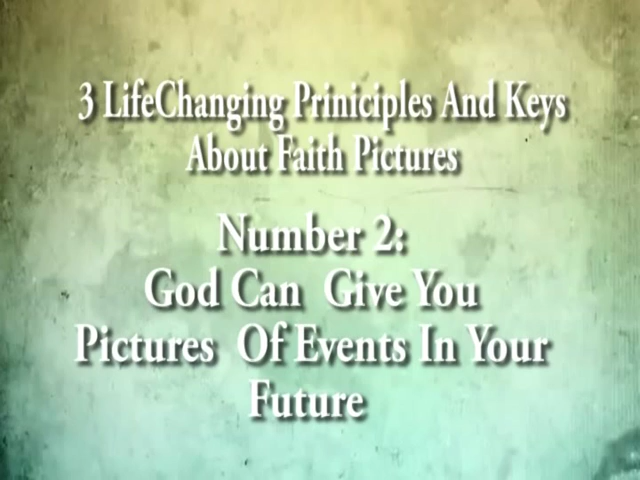 3 LifeChanging Priniciples And Keys
About Faith Pictures
Number 2:
God Can  Give You
Pictures  Of Events In Your
Future